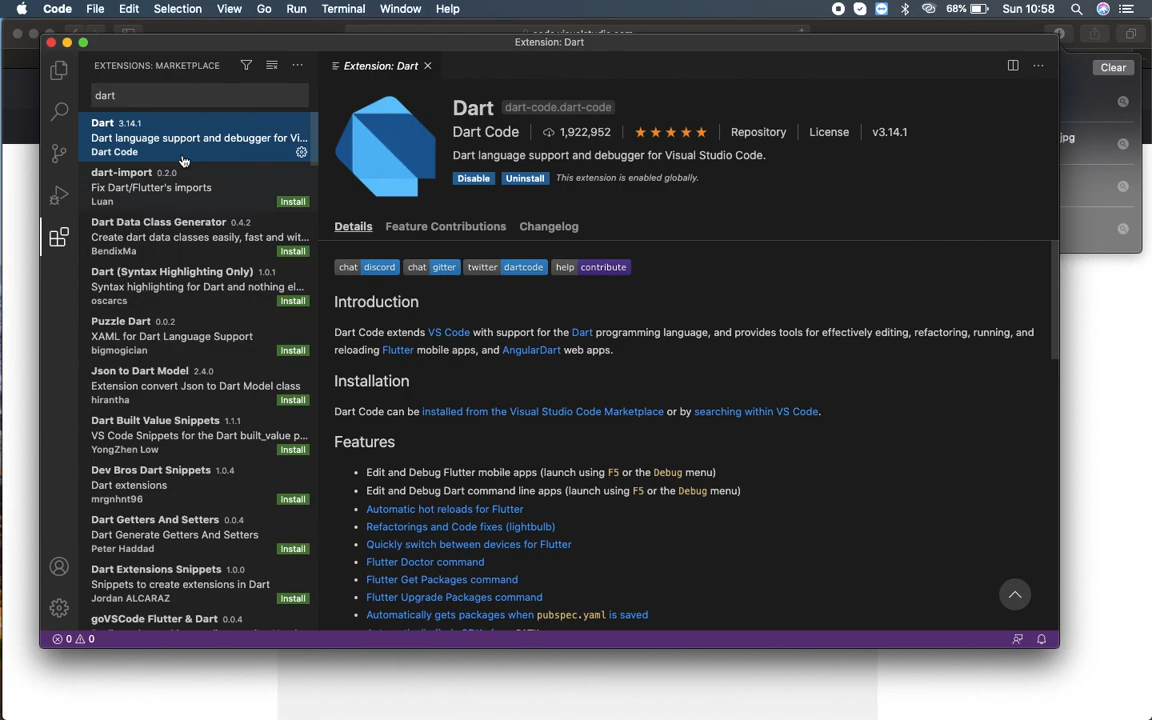 Code File Edit Selection View Go Run Terminal Window Help 68% Sun 10:58
Extension: Dart
EXTENSIONS: MARKETPLACE
Extension: Dart
Clear
dart
Dart 3.14.1
Dart language support and debugger for Vi...
Dart Code
dart-import 0.2.0
Fix Dart/Flutter's imports
Luan Install
Dart Data Class Generator 0.4.2
Create dart data classes easily, fast and wit...
BendixMa Install
Dart (Syntax Highlighting Only) 1.0.1
Syntax highlighting for Dart and nothing el...
oscarcs Install
Puzzle Dart 0.0.2
XAML for Dart Language Support
bigmogician Install
Json to Dart Model 2.4.0
Extension convert Json to Dart Model class
hirantha Install
Dart Built Value Snippets 1.1.1
VS Code Snippets for the Dart built_value p...
YongZhen Low Install
Dev Bros Dart Snippets 1.0.4
Dart extensions
mrgnhnt96 Install
Dart Getters And Setters 0.0.4
Dart Generate Getters And Setters
Peter Haddad Install
Dart Extensions Snippets 1.0.0
Snippets to create extensions in Dart
Jordan ALCARAZ Install
goVSCode Flutter & Dart 0.0.4
Dart dart-code.dart-code
Dart Code 1,922,952 Repository License v3.14.1
Dart language support and debugger for Visual Studio Code.
Disable Uninstall This extension is enabled globally.
Details Feature Contributions Changelog
chat discord chat gitter twitter dartcode help contribute
Introduction
Dart Code extends VS Code with support for the Dart programming language, and provides tools for effectively editing, refactoring, running, and
reloading Flutter mobile apps, and AngularDart web apps.
Installation
Dart Code can be installed from the Visual Studio Code Marketplace or by searching within VS Code.
Features
• Edit and Debug Flutter mobile apps (launch using F5 or the Debug menu)
• Edit and Debug Dart command line apps (launch using F5 or the Debug menu)
• Automatic hot reloads for Flutter
• Refactorings and Code fixes (lightbulb)
• Quickly switch between devices for Flutter
• Flutter Doctor command
• Flutter Get Packages command
• Flutter Upgrade Packages command
• Automatically gets packages when pubspec.yaml is saved
jpg
0 0